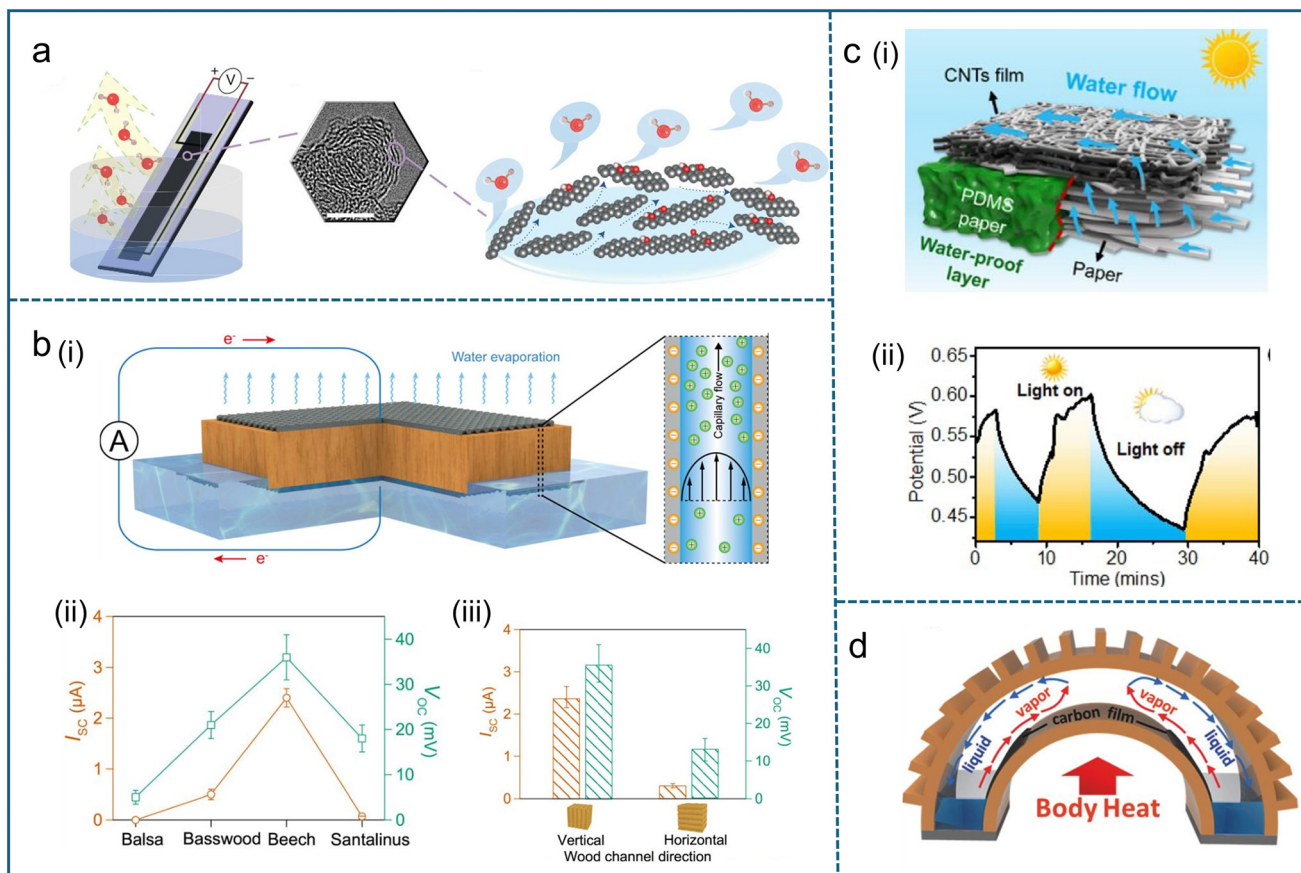 a
+ V −
b (i)
e-
Water evaporation
A
e-
Capillary flow
(ii)
4
3
2
1
0
ISC (μA)
40
30
20
10
0
VOC (mV)
Balsa Basswood Beech Santalinus
(iii)
4
3
2
1
0
ISC (μA)
40
30
20
10
0
VOC (mV)
Vertical Horizontal
Wood channel direction
c (i)
CNTs film
Water flow
PDMS
paper
Water-proof
layer
Paper
(ii)
0.65
0.60
0.55
0.50
0.45
Potential (V)
Light on
Light off
0 10 20 30 40
Time (mins)
d
vapor vapor
carbon film
liquid liquid
Body Heat